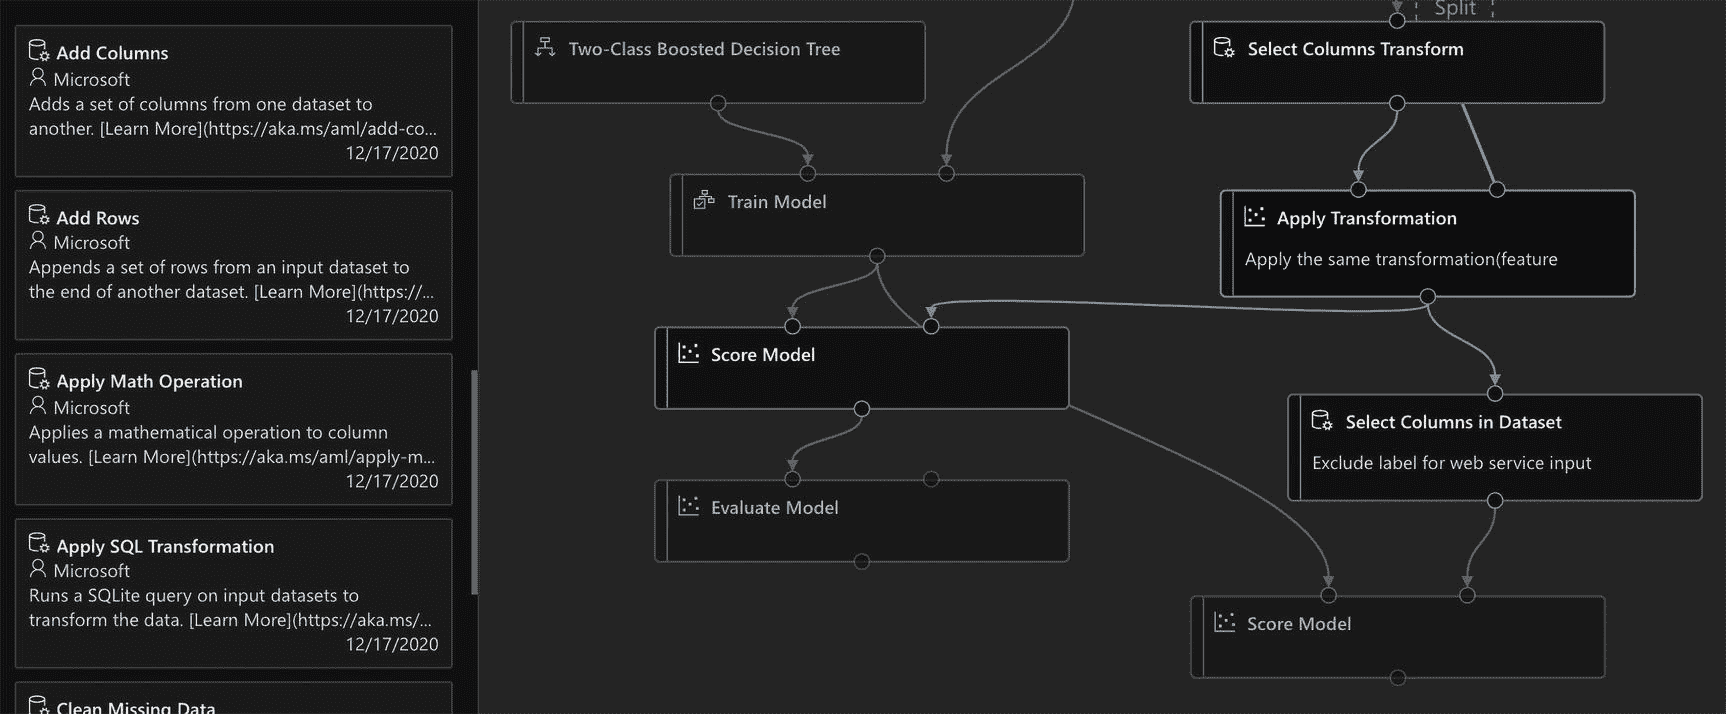 Add Columns
Microsoft
Adds a set of columns from one dataset to
another. [Learn More](https://aka.ms/aml/add-co...
12/17/2020
Add Rows
Microsoft
Appends a set of rows from an input dataset to
the end of another dataset. [Learn More](https://...
12/17/2020
Apply Math Operation
Microsoft
Applies a mathematical operation to column
values. [Learn More](https://aka.ms/aml/apply-m...
12/17/2020
Apply SQL Transformation
Microsoft
Runs a SQLite query on input datasets to
transform the data. [Learn More](https://aka.ms/...
12/17/2020
Clean Missing Data
Split
Two-Class Boosted Decision Tree
Select Columns Transform
Train Model
Apply Transformation
Apply the same transformation(feature
Score Model
Select Columns in Dataset
Exclude label for web service input
Evaluate Model
Score Model